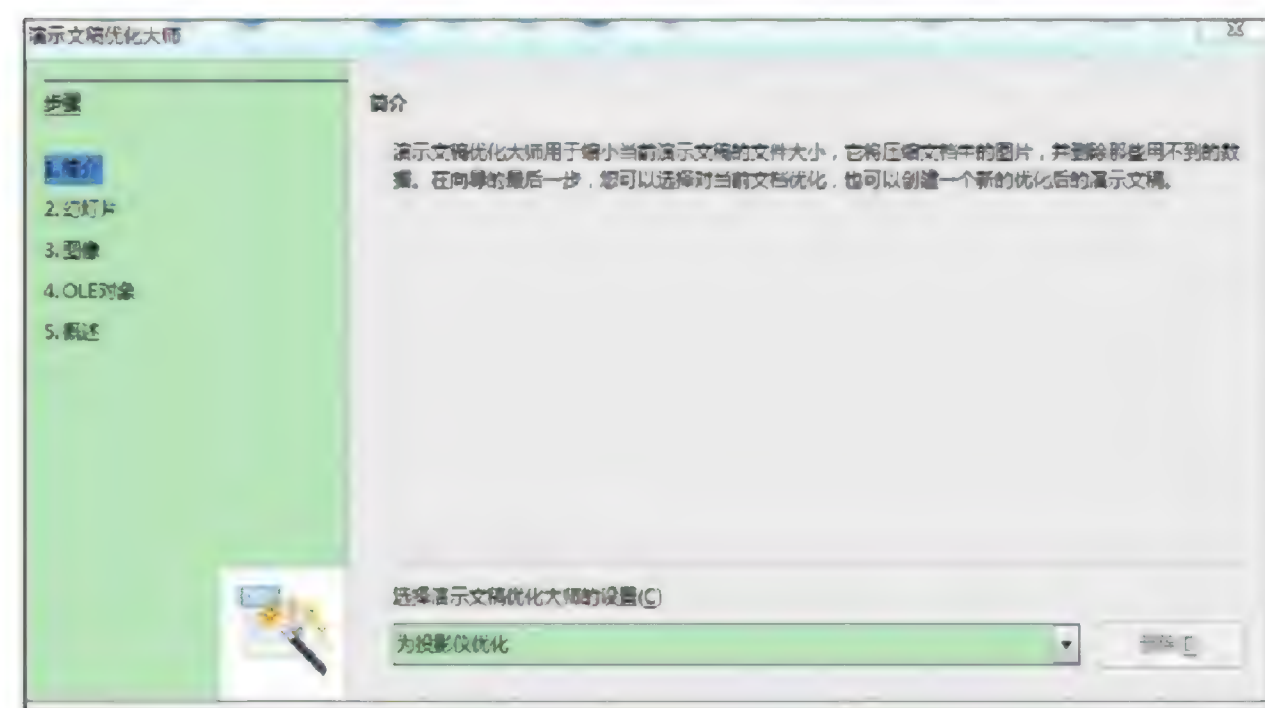 演示文稿优化大师
步骤
1.简介
2.幻灯片
3.图像
4.OLE对象
5.概述
简介
演示文稿优化大师用于缩小当前演示文稿的文件大小，它将压缩文档中的图片，并删除那些用不到的数
据。在向导的最后一步，您可以选择对当前文档优化，也可以创建一个新的优化后的演示文稿。
选择演示文稿优化大师的设置(C)
为投影仪优化